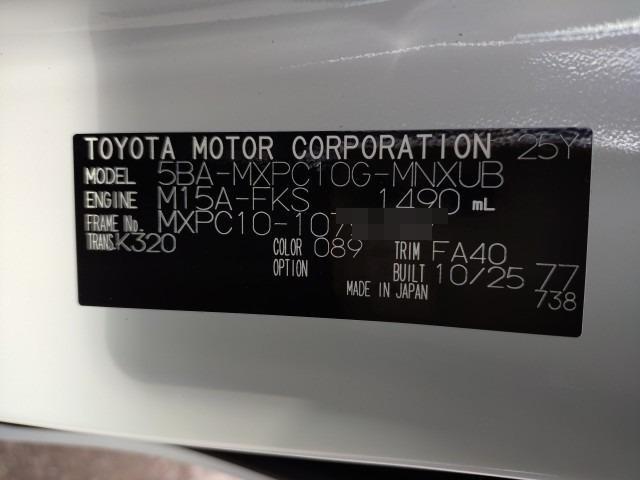 TOYOTA MOTOR CORPORATION 25Y
MODEL 5BA-MXPC10G-MNXUB
ENGINE M15A-FKS 1490 mL
FRAME No. MXPC10-107
TRANS. K320 COLOR 089 TRIM FA40
OPTION BUILT 10/25 77
MADE IN JAPAN 738